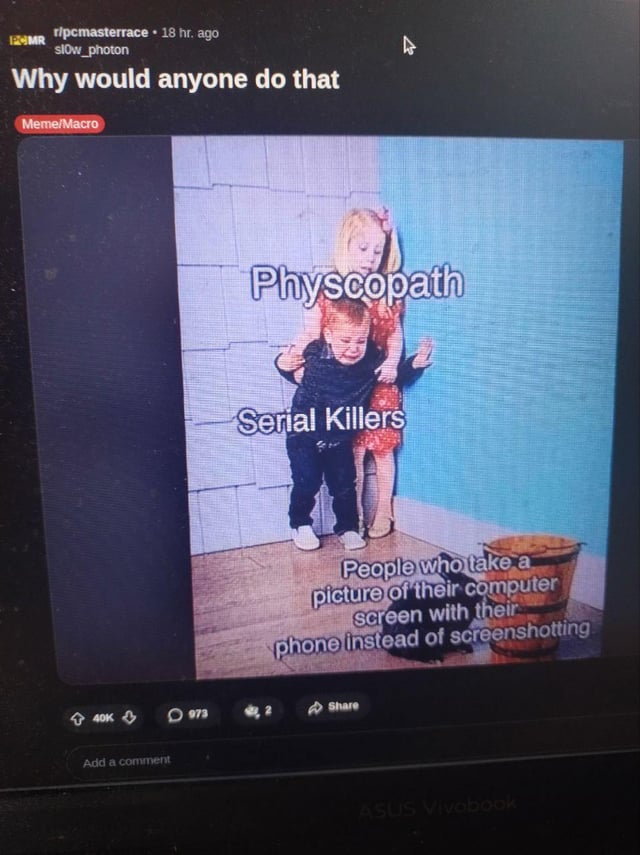 PCMR
r/pcmasterrace • 18 hr. ago
sl0w_photon
Why would anyone do that
Meme/Macro
Physcopath
Serial Killers
People who take a
picture of their computer
screen with their
phone instead of screenshotting
40K
973
2
Share
Add a comment
ASUS Vivobook